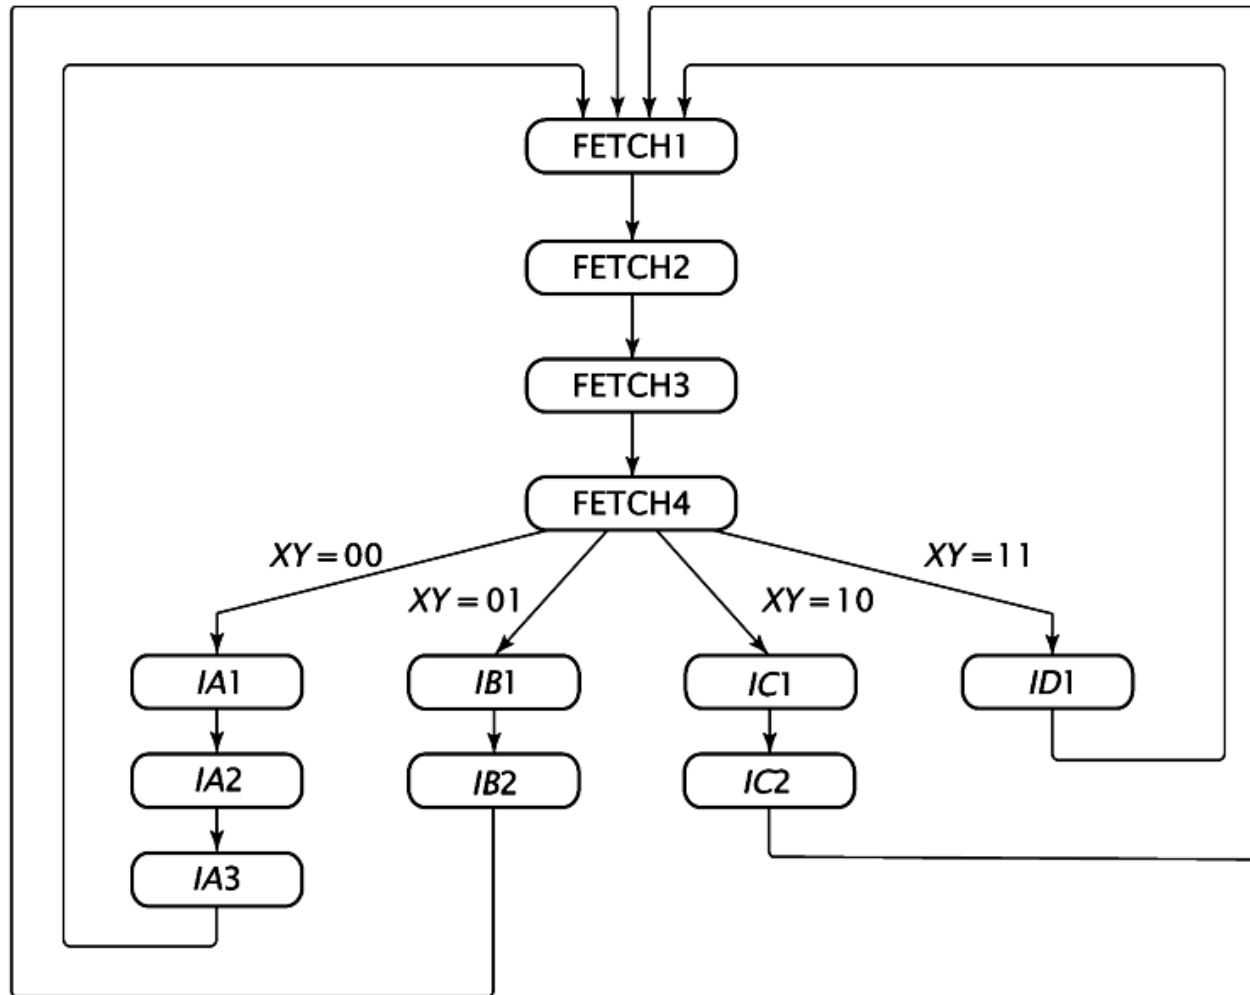 FETCH1
FETCH2
FETCH3
FETCH4
XY=00
XY=01
XY=10
XY=11
IA1
IB1
IC1
ID1
IA2
IB2
IC2
IA3